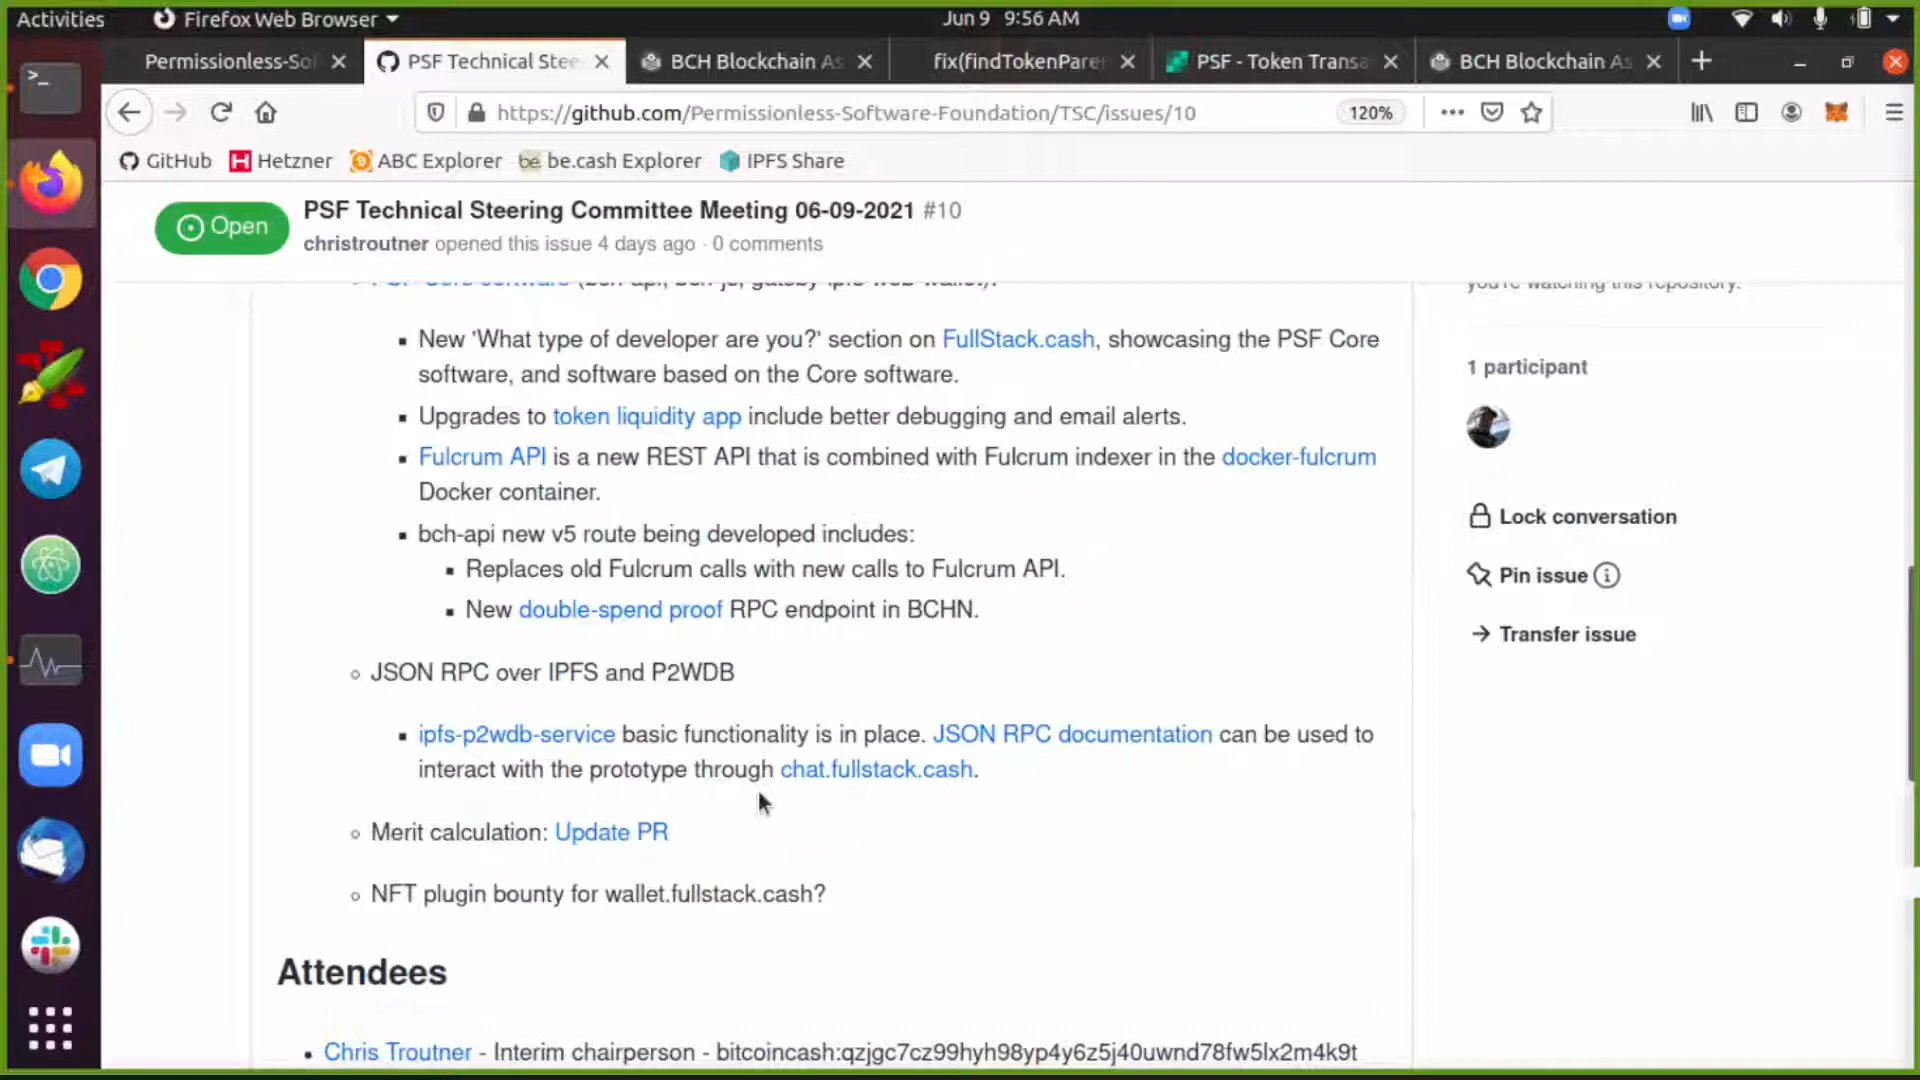 Activities
Firefox Web Browser
Jun 9 9:56 AM
Permissionless-So
PSF Technical Stee
BCH Blockchain As
fix(findTokenPare
PSF - Token Transa
BCH Blockchain As
https://github.com/Permissionless-Software-Foundation/TSC/issues/10
120%
GitHub
Hetzner
ABC Explorer
be.cash Explorer
IPFS Share
Open
PSF Technical Steering Committee Meeting 06-09-2021 #10
christroutner opened this issue 4 days ago · 0 comments
you're watching this repository.
New 'What type of developer are you?' section on FullStack.cash, showcasing the PSF Core
software, and software based on the Core software.
Upgrades to token liquidity app include better debugging and email alerts.
Fulcrum API is a new REST API that is combined with Fulcrum indexer in the docker-fulcrum
Docker container.
bch-api new v5 route being developed includes:
Replaces old Fulcrum calls with new calls to Fulcrum API.
New double-spend proof RPC endpoint in BCHN.
JSON RPC over IPFS and P2WDB
ipfs-p2wdb-service basic functionality is in place. JSON RPC documentation can be used to
interact with the prototype through chat.fullstack.cash.
Merit calculation: Update PR
NFT plugin bounty for wallet.fullstack.cash?
Attendees
Chris Troutner - Interim chairperson - bitcoincash:qzjgc7cz99hyh98yp4y6z5j40uwnd78fw5lx2m4k9t
1 participant
Lock conversation
Pin issue
Transfer issue